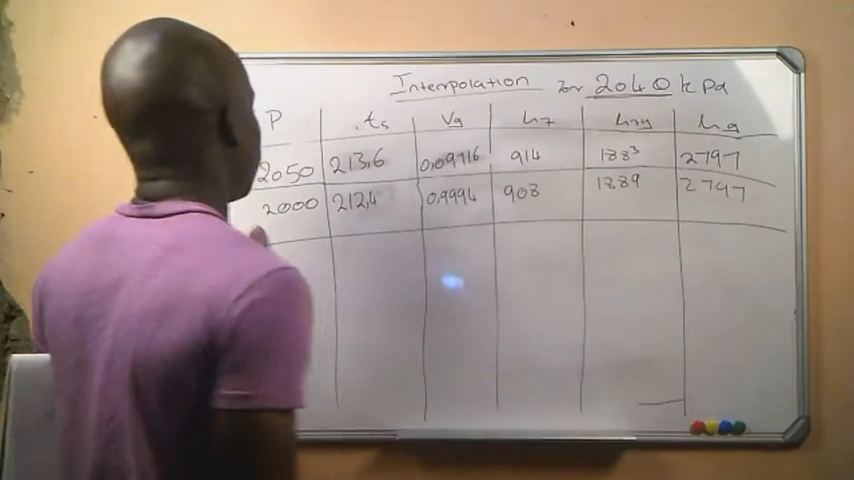 Interpolation for 2040 kPa
P ts Vg hf hfg hg
2050 213,6 0,09716 914 1883 2797
2000 212,4 0,9994 908 1889 2797